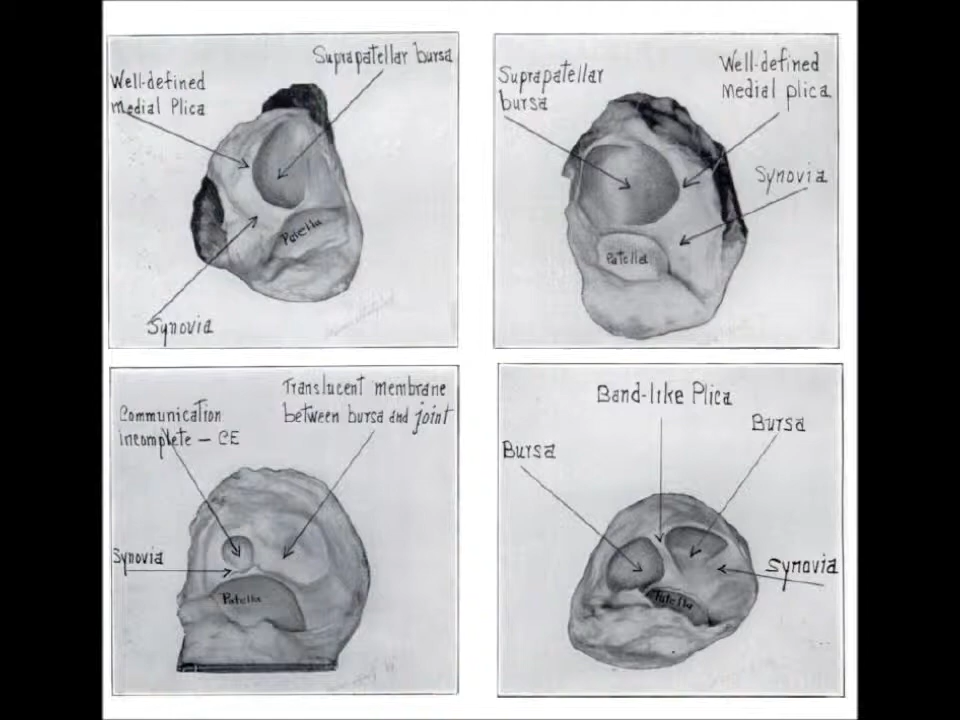 Suprapatellar bursa
Well-defined
medial Plica
Patella
Synovia
Suprapatellar
bursa
Well-defined
medial plica
Synovia
Patella
Communication
incomplete – CE
Translucent membrane
between bursa and joint
Synovia
Patella
Band-like Plica
Bursa
Bursa
Synovia
Patella